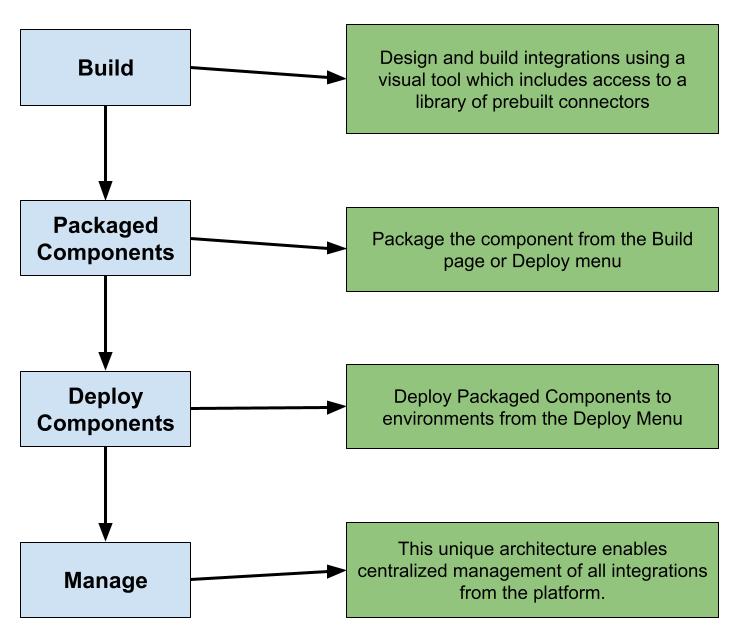 Build
Design and build integrations using a
visual tool which includes access to a
library of prebuilt connectors
Packaged
Components
Package the component from the Build
page or Deploy menu
Deploy
Components
Deploy Packaged Components to
environments from the Deploy Menu
Manage
This unique architecture enables
centralized management of all integrations
from the platform.